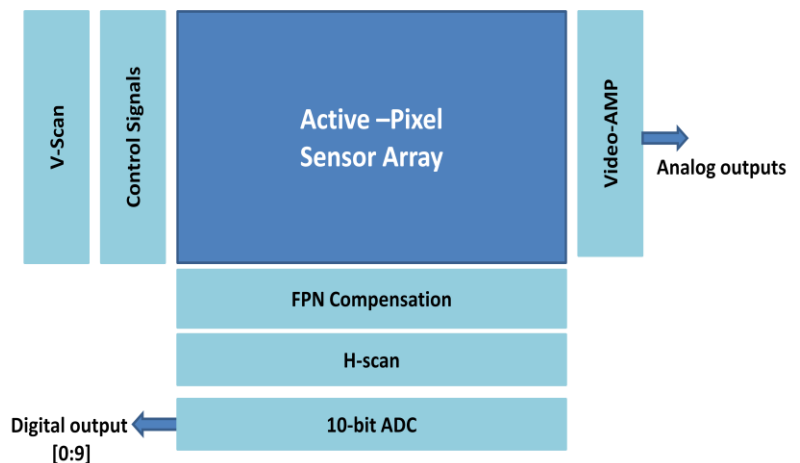 V-Scan
Control Signals
Active –Pixel
Sensor Array
Video-AMP
Analog outputs
FPN Compensation
H-scan
10-bit ADC
Digital output
[0:9]